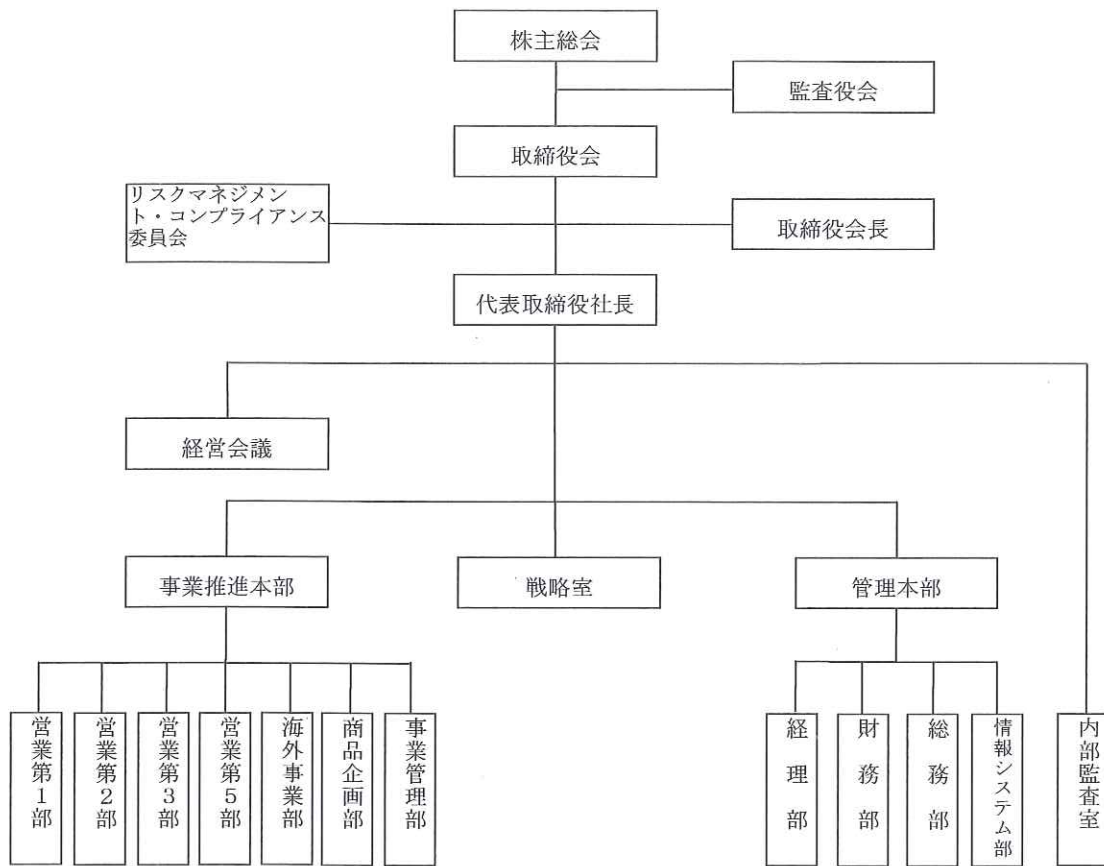 株主総会
監査役会
取締役会
リスクマネジメン
ト・コンプライアンス
委員会
取締役会長
代表取締役社長
経営会議
事業推進本部
戦略室
管理本部
営業第1部
営業第2部
営業第3部
営業第5部
海外事業部
商品企画部
事業管理部
経理部
財務部
総務部
情報システム部
内部監査室